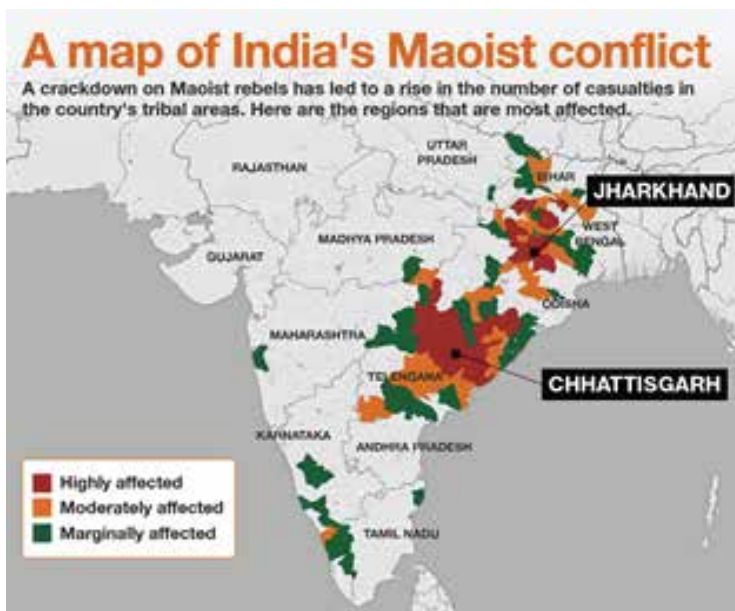 A map of India's Maoist conflict
A crackdown on Maoist rebels has led to a rise in the number of casualties in
the country's tribal areas. Here are the regions that are most affected.
UTTAR
PRADESH
RAJASTHAN
BIHAR
JHARKHAND
WEST
BENGAL
MADHYA PRADESH
GUJARAT
ODISHA
MAHARASHTRA
TELENGANA
CHHATTISGARH
KARNATAKA
ANDHRA PRADESH
Highly affected
Moderately affected
Marginally affected
TAMIL NADU